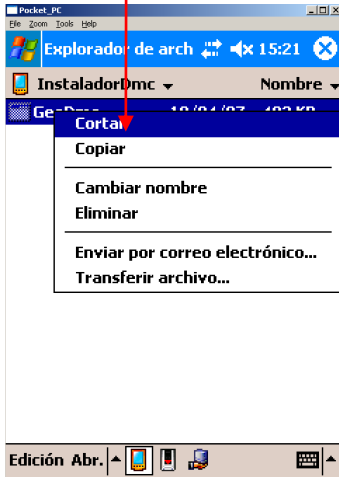 Pocket_PC
File Zoom Tools Help
Explorador de arch 15:21
InstaladorDmc Nombre
Cortar
Copiar
Cambiar nombre
Eliminar
Enviar por correo electrónico...
Transferir archivo...
Edición Abr.